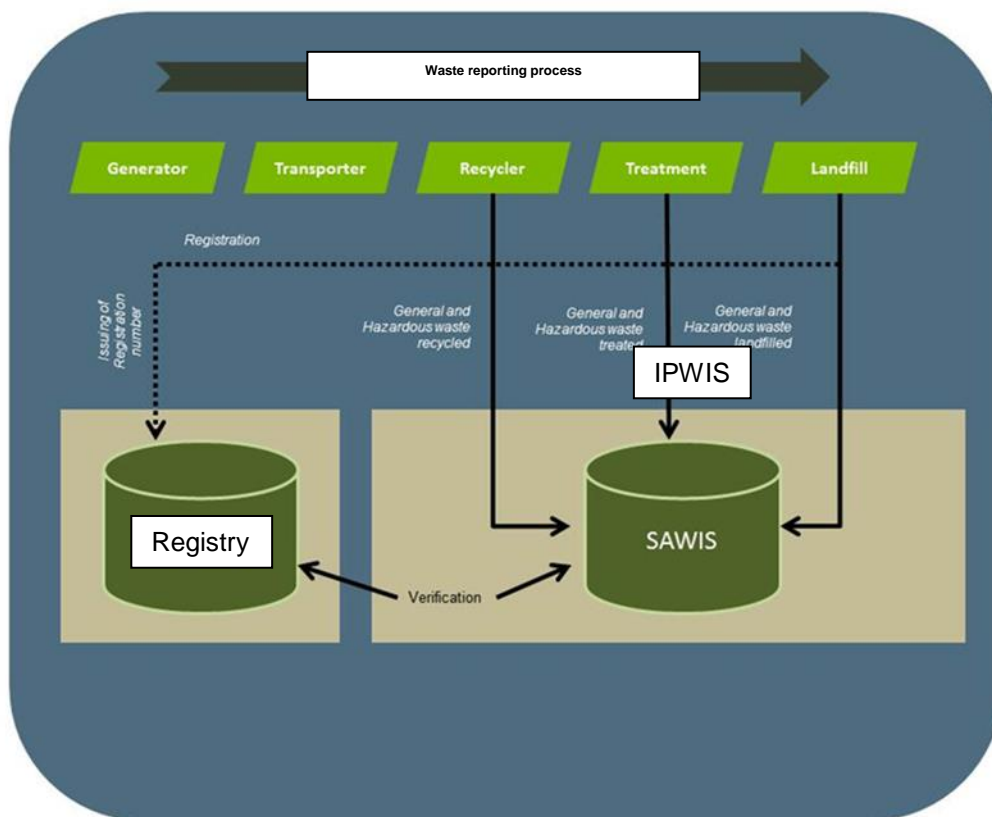 Waste reporting process
Generator
Transporter
Recycler
Treatment
Landfill
Registration
Issuing of
Registration
number
General and
Hazardous waste
recycled
General and
Hazardous waste
treated
General and
Hazardous waste
landfilled
IPWIS
Registry
SAWIS
Verification